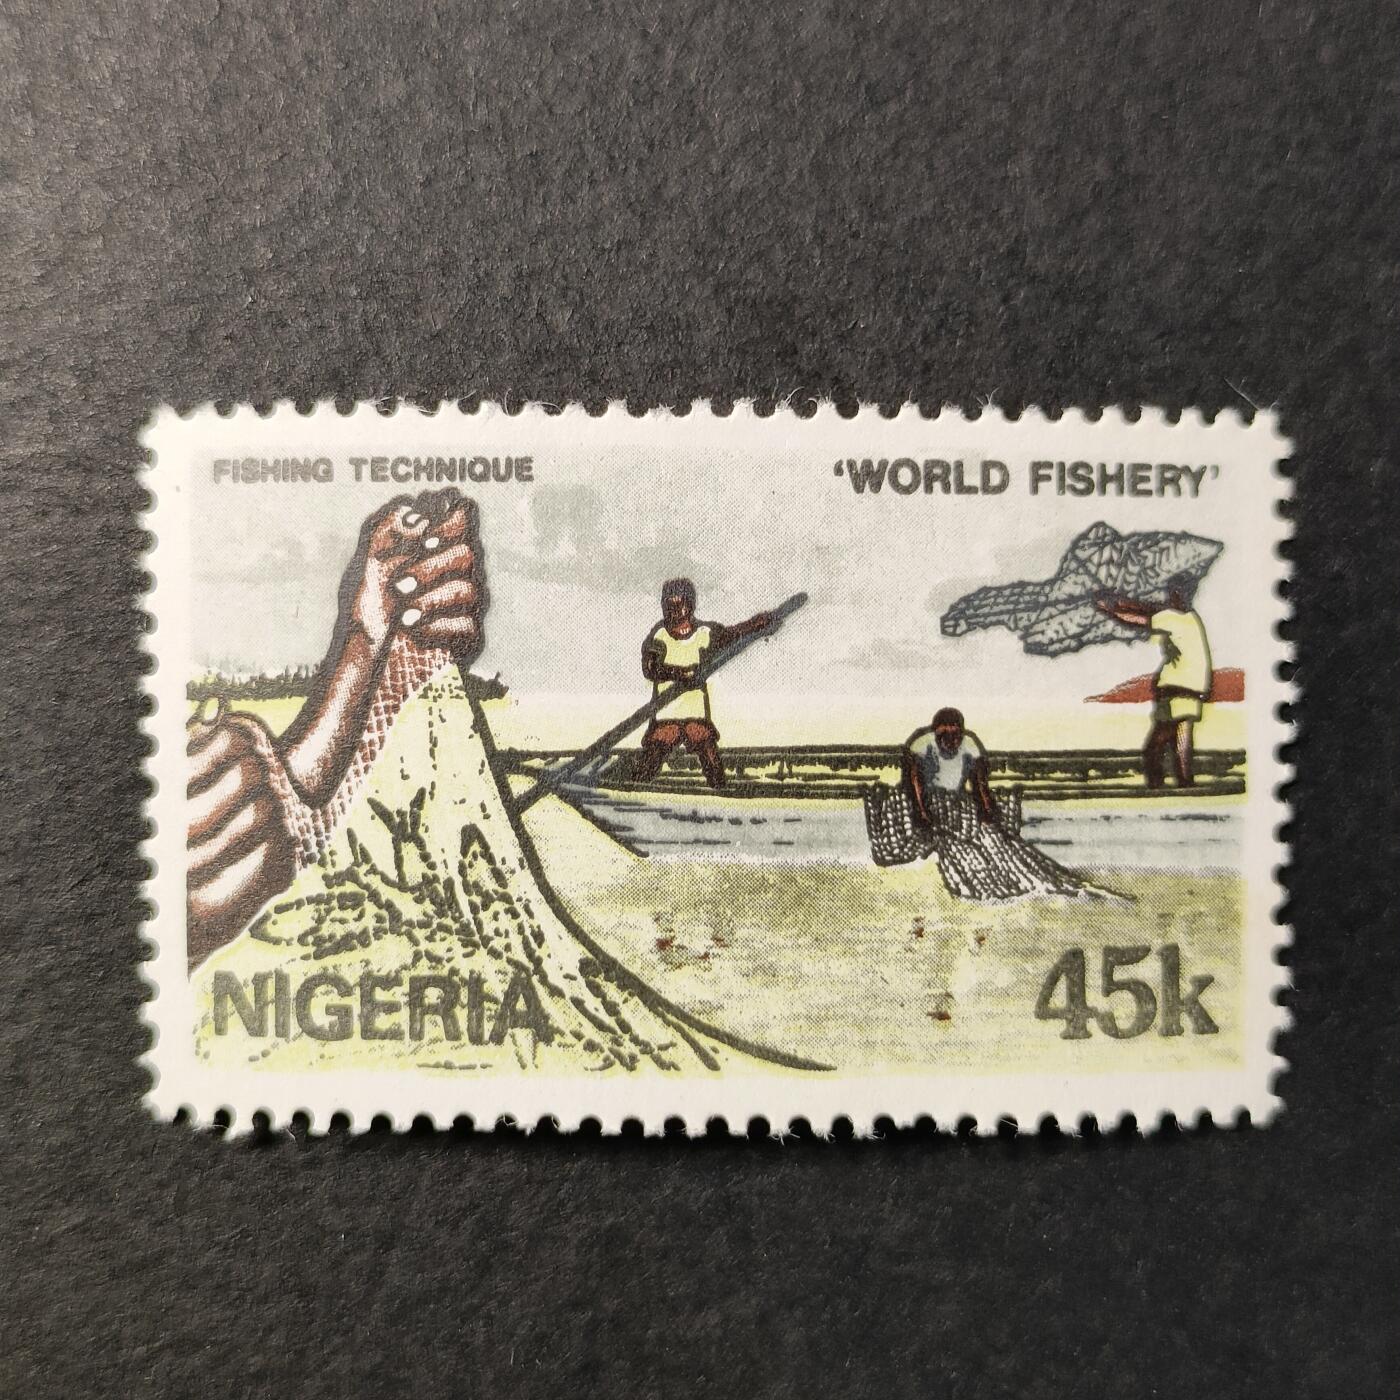 FISHING TECHNIQUE
‘WORLD FISHERY’
NIGERIA
45k